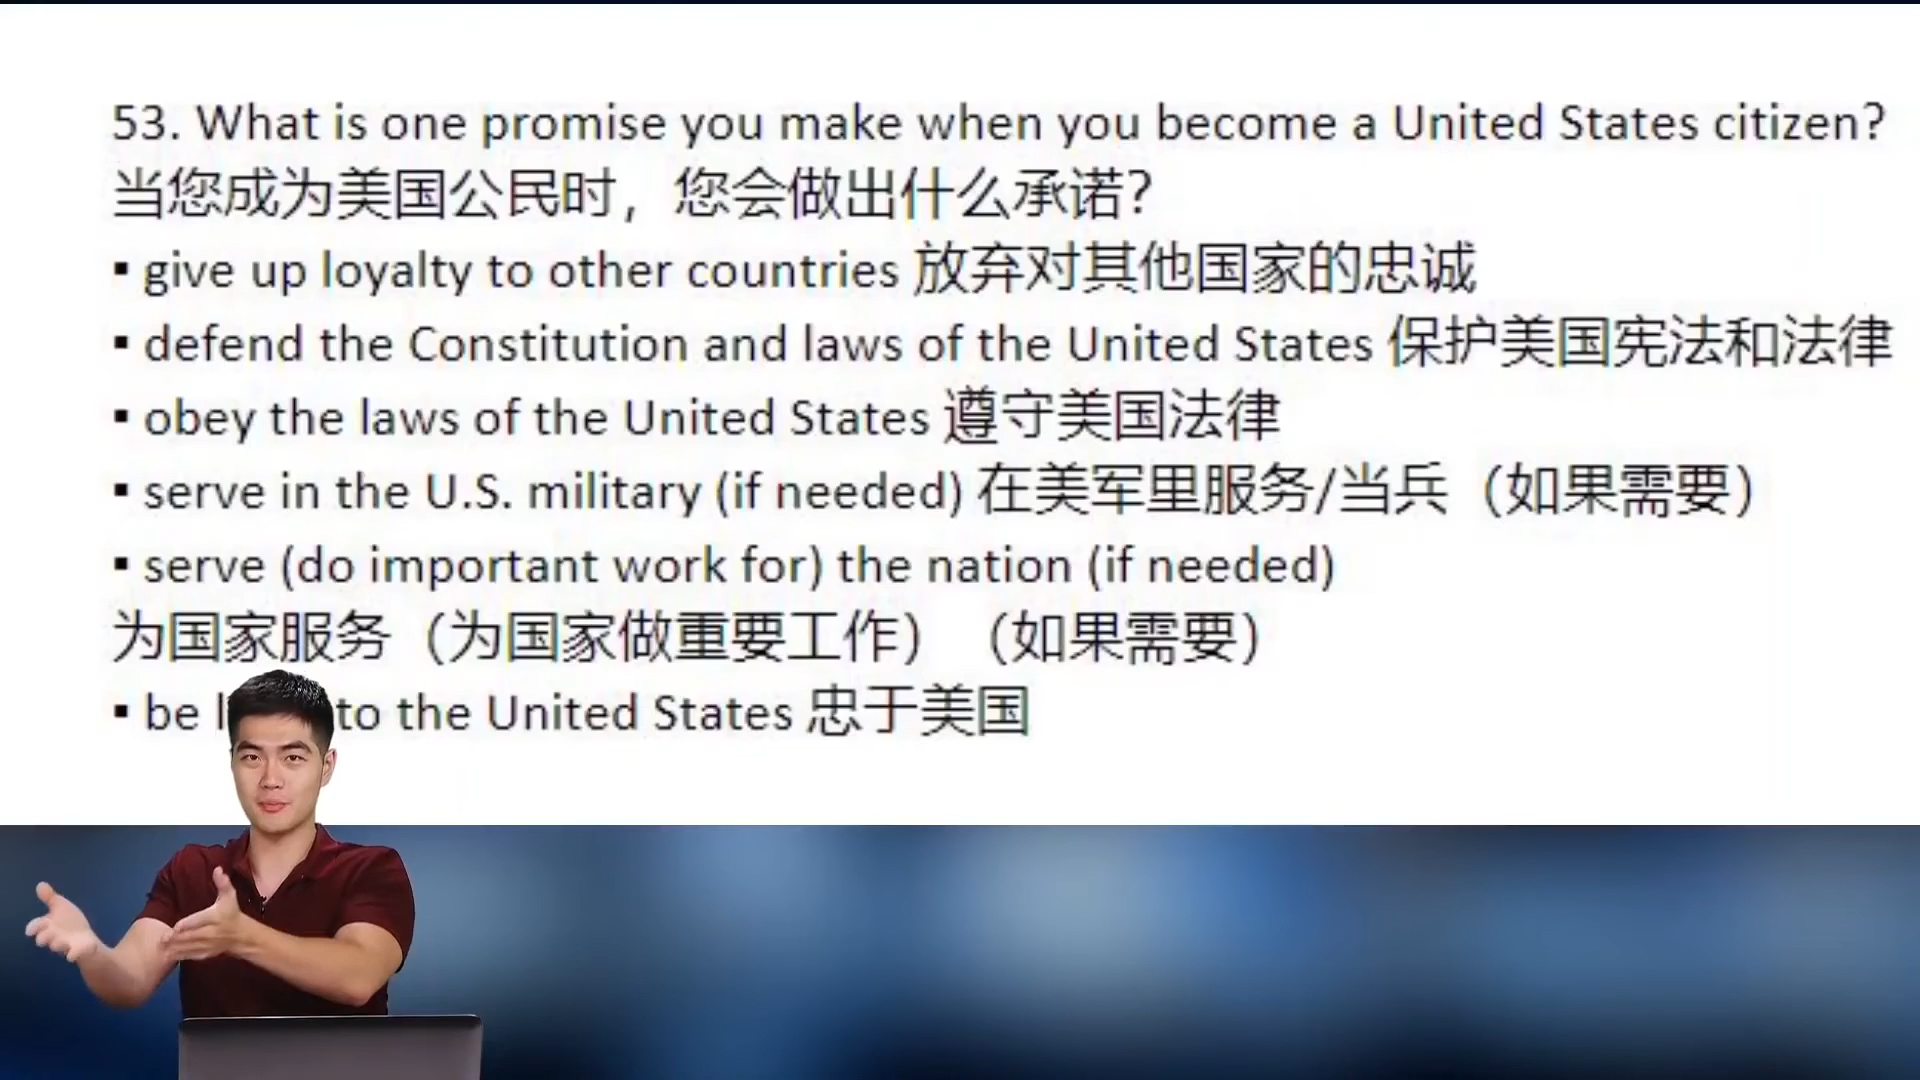 53. What is one promise you make when you become a United States citizen?
当您成为美国公民时，您会做出什么承诺？
▪ give up loyalty to other countries 放弃对其他国家的忠诚
▪ defend the Constitution and laws of the United States 保护美国宪法和法律
▪ obey the laws of the United States 遵守美国法律
▪ serve in the U.S. military (if needed) 在美军里服务/当兵（如果需要）
▪ serve (do important work for) the nation (if needed)
为国家服务（为国家做重要工作）（如果需要）
▪ be to the United States 忠于美国